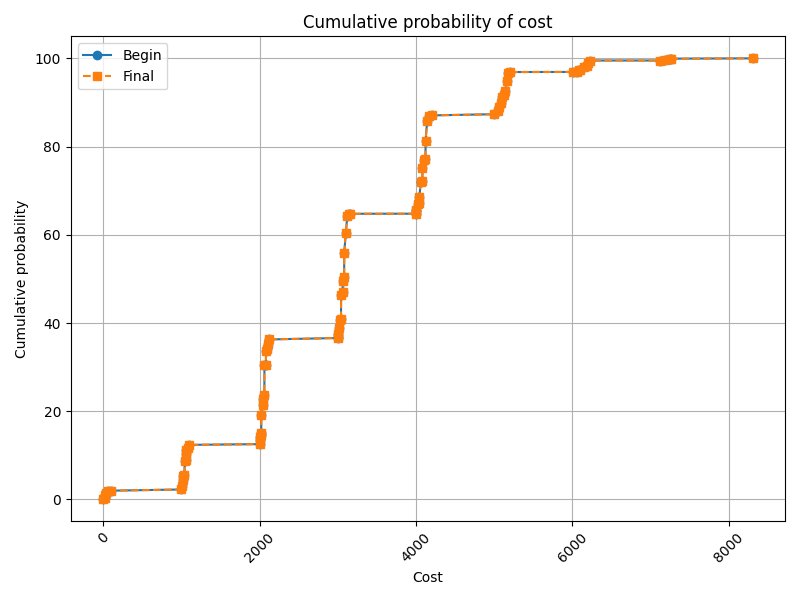 Cumulative probability of cost
Begin
Final
100
80
60
40
20
0
Cumulative probability
0
2000
4000
6000
8000
Cost